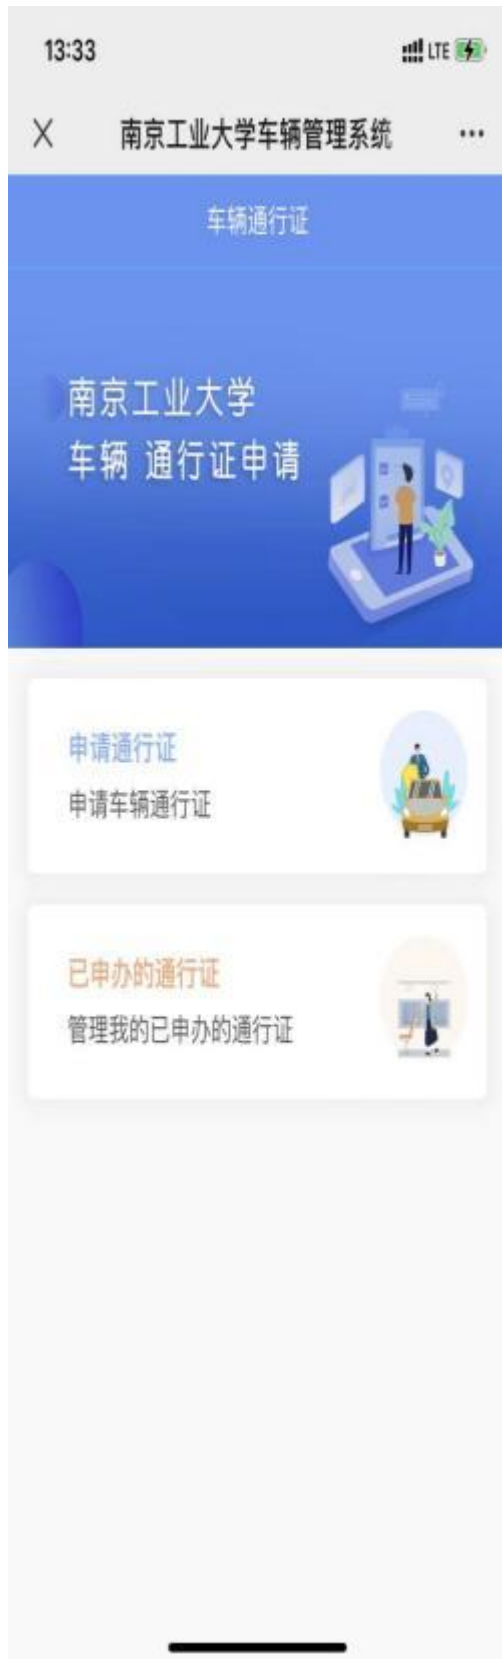 13:33
LTE
南京工业大学车辆管理系统
车辆通行证
南京工业大学
车辆 通行证申请
申请通行证
申请车辆通行证
已申办的通行证
管理我的已申办的通行证